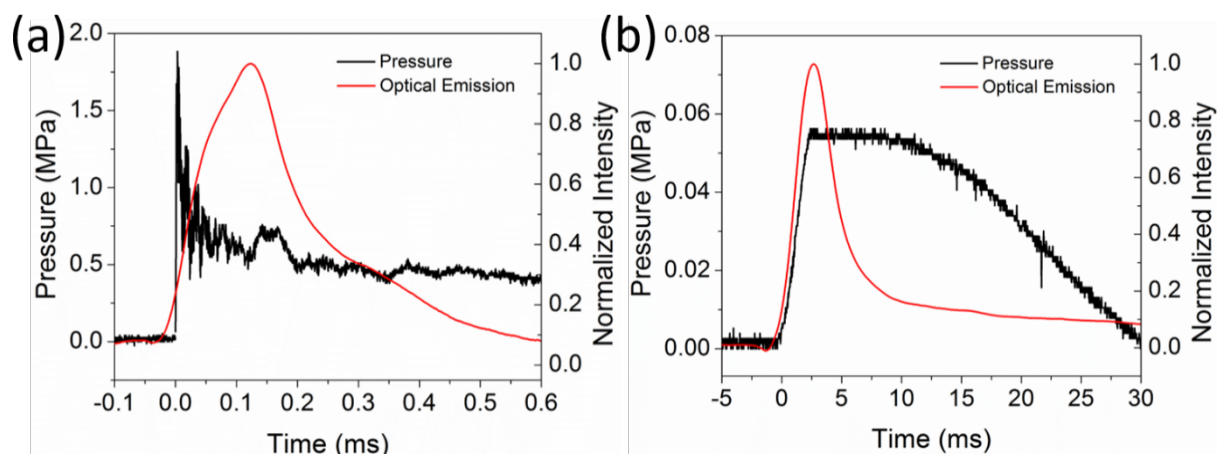 (a)
2.0
1.5
1.0
0.5
0.0
Pressure (MPa)
Pressure
Optical Emission
1.0
0.8
0.6
0.4
0.2
0.0
Normalized Intensity
-0.1 0.0 0.1 0.2 0.3 0.4 0.5 0.6
Time (ms)
(b)
0.08
0.06
0.04
0.02
0.00
Pressure (MPa)
Pressure
Optical Emission
1.0
0.8
0.6
0.4
0.2
0.0
Normalized Intensity
-5 0 5 10 15 20 25 30
Time (ms)